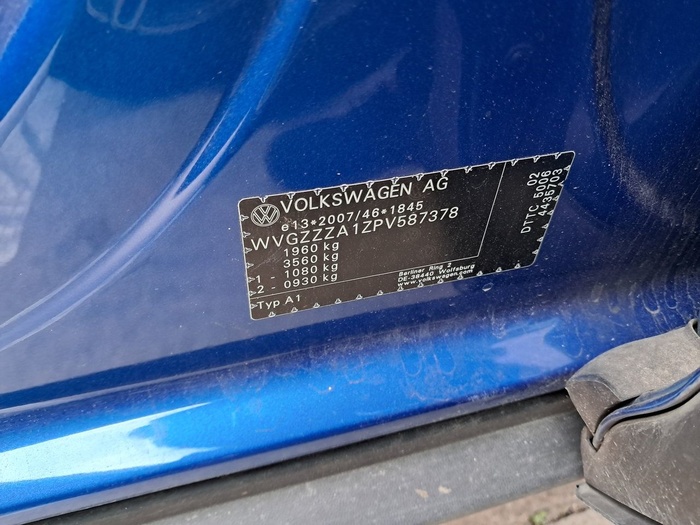 VOLKSWAGEN AG
e13*2007/46*1845
WVGZZZA1ZPV587378
1960 kg
3560 kg
1 - 1080 kg
2 - 0930 kg
Typ A1
Berliner Ring 2
DE-38440 Wolfsburg
www.volkswagen.com
DTTC 5006 02
4435703